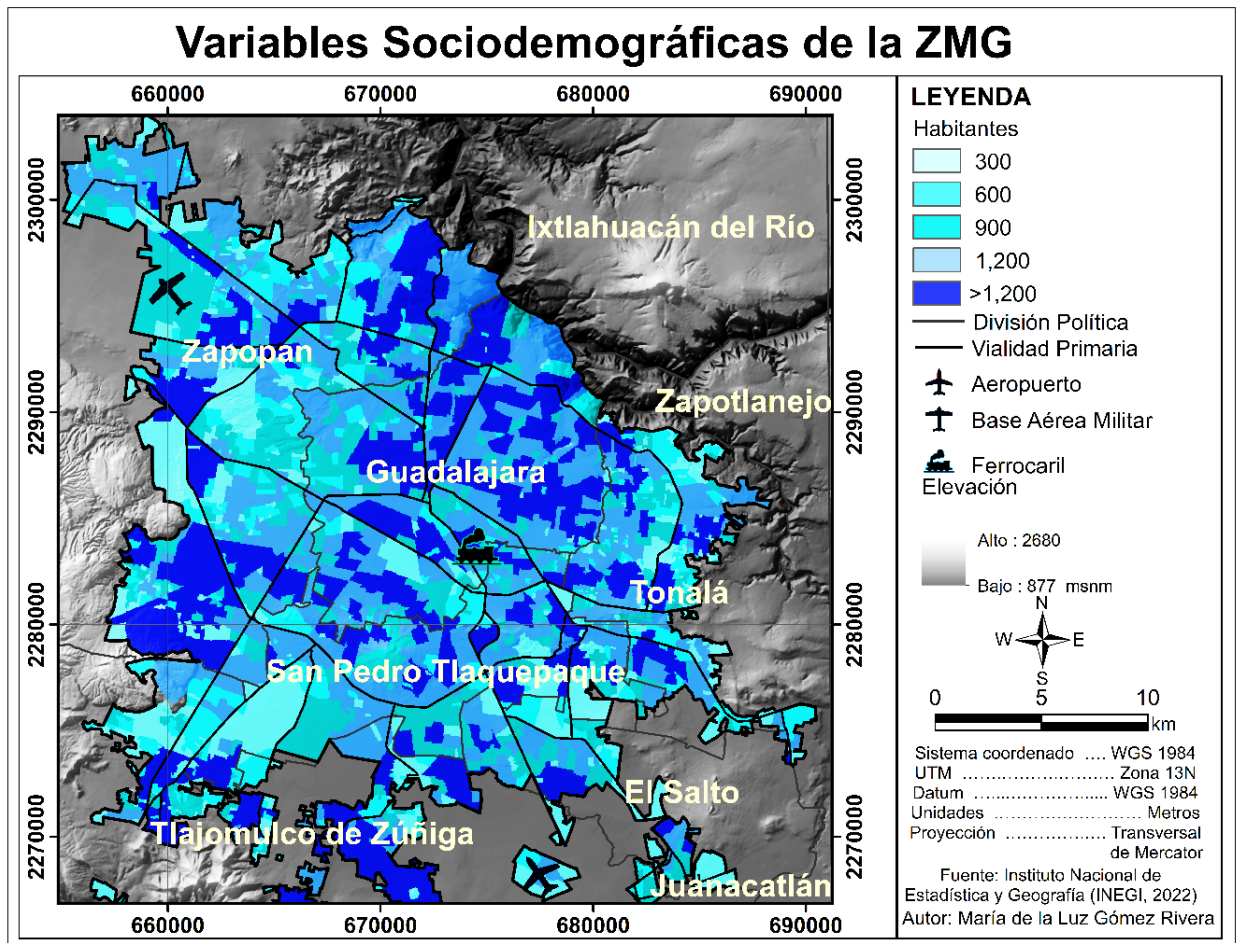 Variables Sociodemográficas de la ZMG
660000 670000 680000 690000
2300000 2300000
2290000 2290000
2280000 2280000
2270000 2270000
Ixtlahuacán del Río
Zapopan
Zapotlanejo
Guadalajara
Tonalá
San Pedro Tlaquepaque
El Salto
Tlajomulco de Zúñiga
Juanacatlán
660000 670000 680000 690000
LEYENDA
Habitantes
300
600
900
1,200
>1,200
División Política
Vialidad Primaria
Aeropuerto
Base Aérea Militar
Ferrocaril
Elevación
Alto : 2680
Bajo : 877 msnm
N
W E
S
0 5 10
km
Sistema coordenado .... WGS 1984
UTM ............................ Zona 13N
Datum ......................... WGS 1984
Unidades ........................ Metros
Proyección ............... Transversal
de Mercator
Fuente: Instituto Nacional de
Estadística y Geografía (INEGI, 2022)
Autor: María de la Luz Gómez Rivera